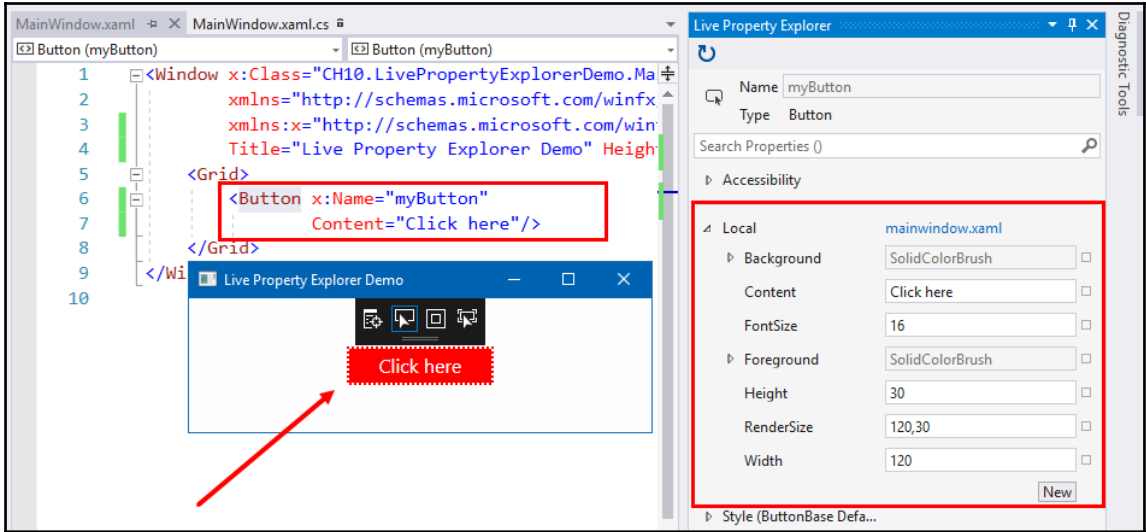 MainWindow.xaml MainWindow.xaml.cs
Button (myButton) Button (myButton)
1 <Window x:Class="CH10.LivePropertyExplorerDemo.Ma
2 xmlns="http://schemas.microsoft.com/winfx
3 xmlns:x="http://schemas.microsoft.com/win
4 Title="Live Property Explorer Demo" Heigh
5 <Grid>
6 <Button x:Name="myButton"
7 Content="Click here"/>
8 </Grid>
9 </Wi
10
Live Property Explorer Demo
Click here
Live Property Explorer
Name myButton
Type Button
Search Properties ()
Accessibility
Local mainwindow.xaml
Background SolidColorBrush
Content Click here
FontSize 16
Foreground SolidColorBrush
Height 30
RenderSize 120,30
Width 120
New
Style (ButtonBase Defa...
Diagnostic Tools